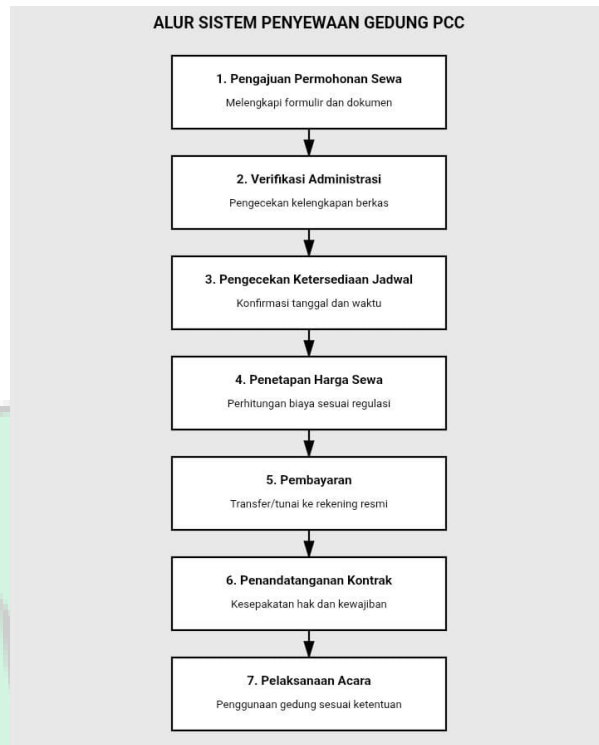 ALUR SISTEM PENYEWAAN GEDUNG PCC
1. Pengajuan Permohonan Sewa
Melengkapi formulir dan dokumen
2. Verifikasi Administrasi
Pengecekan kelengkapan berkas
3. Pengecekan Ketersediaan Jadwal
Konfirmasi tanggal dan waktu
4. Penetapan Harga Sewa
Perhitungan biaya sesuai regulasi
5. Pembayaran
Transfer/tunai ke rekening resmi
6. Penandatanganan Kontrak
Kesepakatan hak dan kewajiban
7. Pelaksanaan Acara
Penggunaan gedung sesuai ketentuan